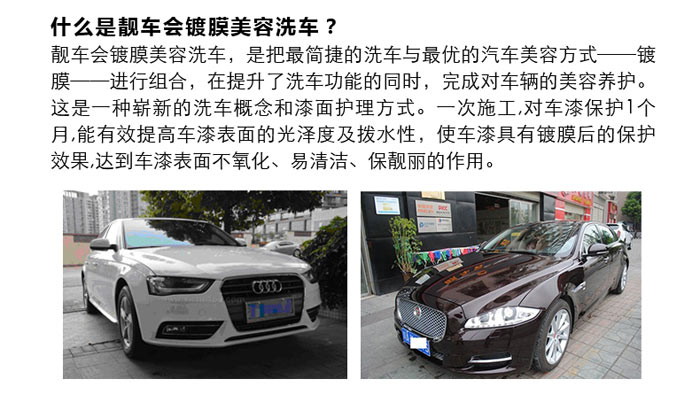 什么是靓车会镀膜美容洗车？
靓车会镀膜美容洗车，是把最简捷的洗车与最优的汽车美容方式——镀
膜——进行组合，在提升了洗车功能的同时，完成对车辆的美容养护。
这是一种崭新的洗车概念和漆面护理方式。一次施工,对车漆保护1个
月,能有效提高车漆表面的光泽度及拨水性，使车漆具有镀膜后的保护
效果,达到车漆表面不氧化、易清洁、保靓丽的作用。